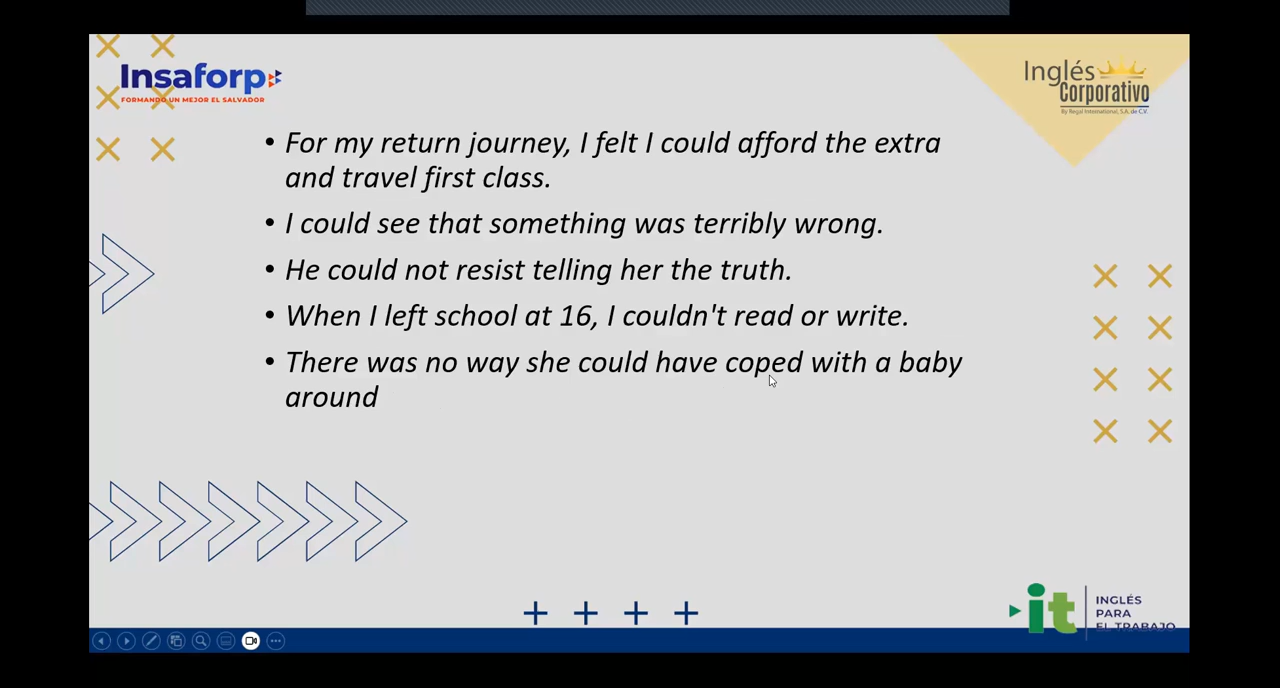 Insaforp
FORMANDO UN MEJOR EL SALVADOR
Inglés
Corporativo
By Regal International, S.A. de C.V.
• For my return journey, I felt I could afford the extra
and travel first class.
• I could see that something was terribly wrong.
• He could not resist telling her the truth.
• When I left school at 16, I couldn't read or write.
• There was no way she could have coped with a baby
around
it
INGLÉS
PARA
EL TRABAJO